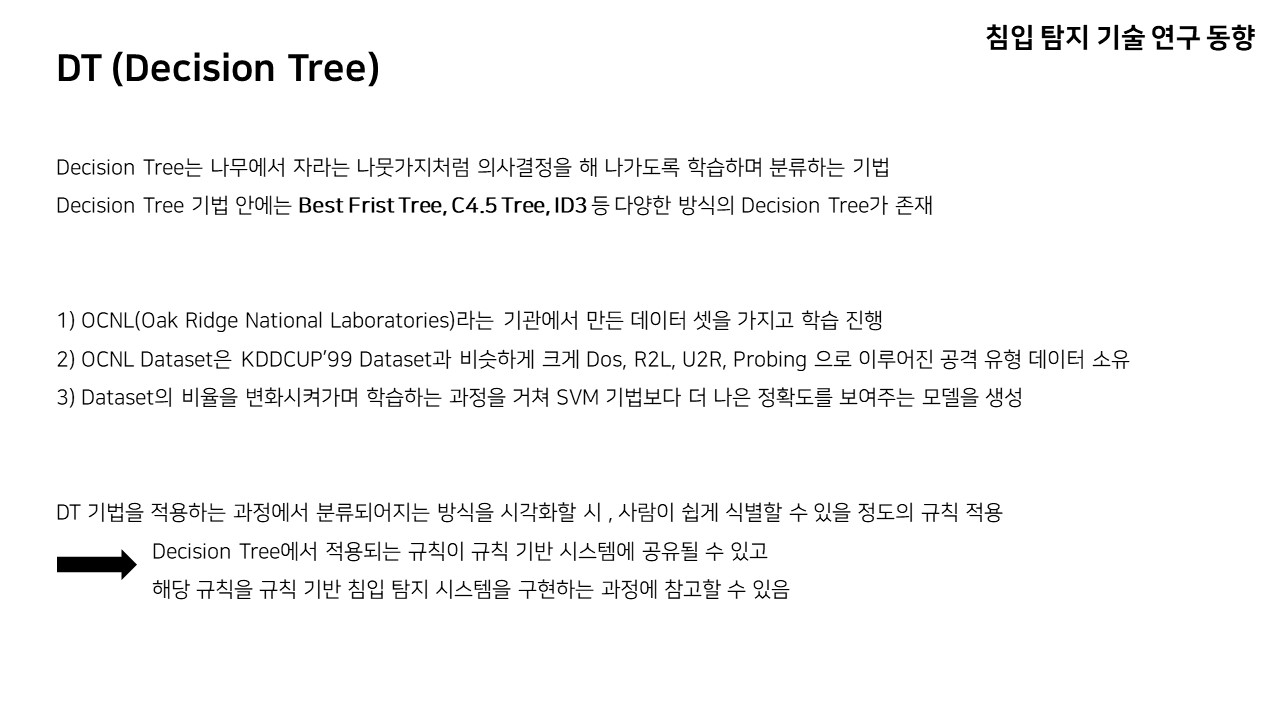 침입 탐지 기술 연구 동향
DT (Decision Tree)
Decision Tree는 나무에서 자라는 나뭇가지처럼 의사결정을 해 나가도록 학습하며 분류하는 기법
Decision Tree 기법 안에는 Best Frist Tree, C4.5 Tree, ID3 등 다양한 방식의 Decision Tree가 존재
1) OCNL(Oak Ridge National Laboratories)라는 기관에서 만든 데이터 셋을 가지고 학습 진행
2) OCNL Dataset은 KDDCUP’99 Dataset과 비슷하게 크게 Dos, R2L, U2R, Probing 으로 이루어진 공격 유형 데이터 소유
3) Dataset의 비율을 변화시켜가며 학습하는 과정을 거쳐 SVM 기법보다 더 나은 정확도를 보여주는 모델을 생성
DT 기법을 적용하는 과정에서 분류되어지는 방식을 시각화할 시 , 사람이 쉽게 식별할 수 있을 정도의 규칙 적용
Decision Tree에서 적용되는 규칙이 규칙 기반 시스템에 공유될 수 있고
해당 규칙을 규칙 기반 침입 탐지 시스템을 구현하는 과정에 참고할 수 있음